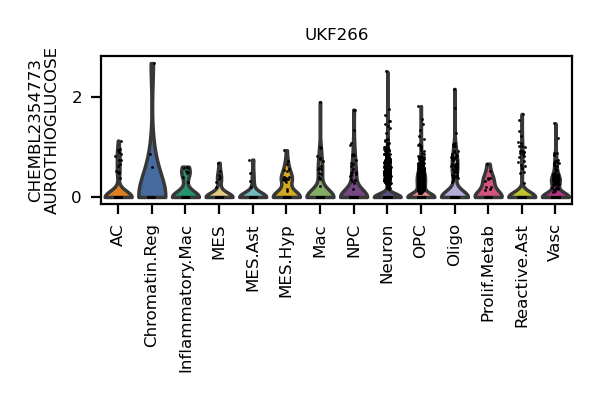 UKF266
CHEMBL2354773
AUROTHIOGLUCOSE
2
0
AC
Chromatin.Reg
Inflammatory.Mac
MES
MES.Ast
MES.Hyp
Mac
NPC
Neuron
OPC
Oligo
Prolif.Metab
Reactive.Ast
Vasc